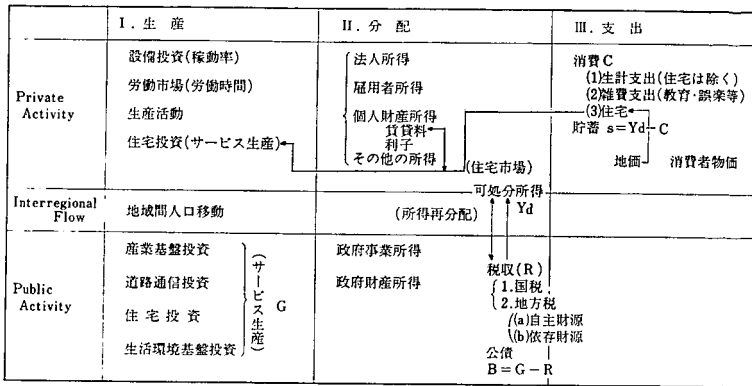 I. 生産
II. 分配
III. 支出
Private
Activity
設備投資(稼動率)
労働市場(労働時間)
生産活動
住宅投資(サービス生産)
法人所得
雇用者所得
個人財産所得
賃貸料
利子
その他の所得
(住宅市場)
消費C
(1)生計支出(住宅は除く)
(2)雑費支出(教育・娯楽等)
(3)住宅
貯蓄 s=Yd-C
地価 消費者物価
Interregional
Flow
地域間人口移動
(所得再分配)
可処分所得
Yd
Public
Activity
産業基盤投資
道路通信投資
住宅投資
生活環境基盤投資
(サービス生産)
G
政府事業所得
政府財産所得
税収(R)
1.国税
2.地方税
(a)自主財源
(b)依存財源
公債
B=G-R